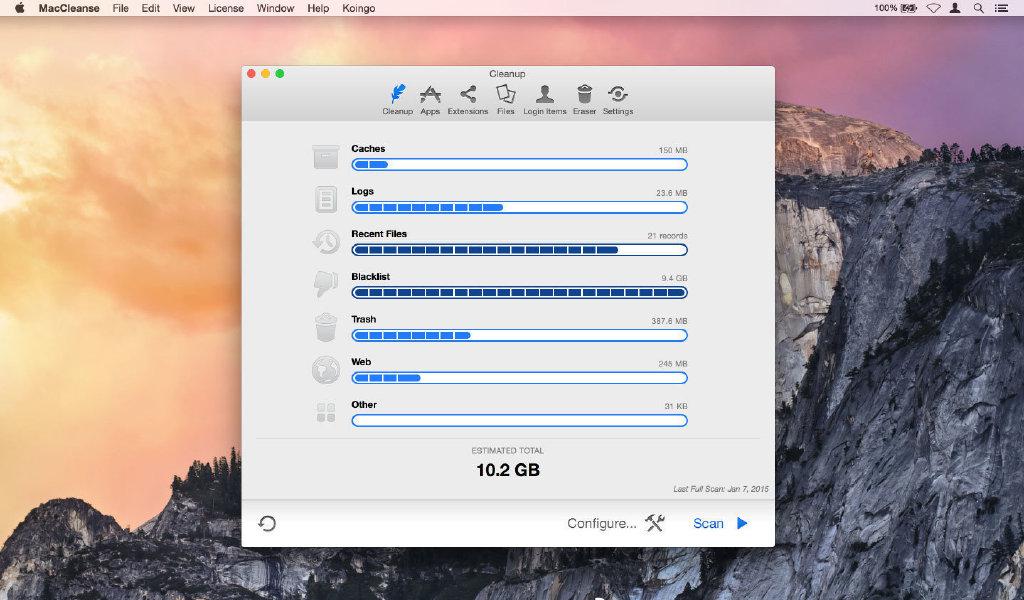 MacCleanse File Edit View License Window Help Koingo 100%
Cleanup
Cleanup Apps Extensions Files Login Items Eraser Settings
Caches 150 MB
Logs 23.6 MB
Recent Files 21 records
Blacklist 9.4 GB
Trash 387.6 MB
Web 245 MB
Other 31 KB
ESTIMATED TOTAL
10.2 GB
Last Full Scan: Jan 7, 2015
Configure... Scan